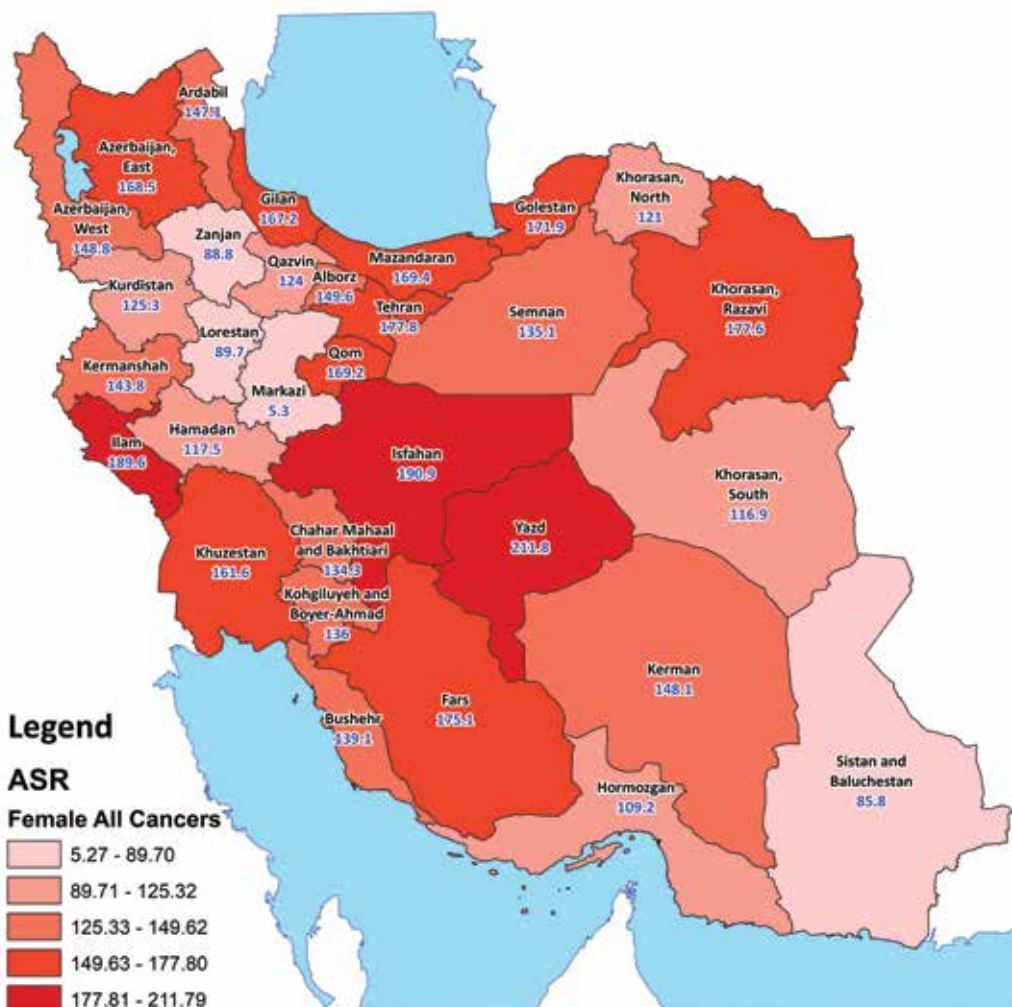 Ardabil
147.1
Azerbaijan,
East
168.5
Gilan
167.2
Azerbaijan,
West
148.8
Zanjan
88.8
Qazvin
124
Alborz
149.6
Mazandaran
169.4
Golestan
171.9
Khorasan,
North
121
Kurdistan
125.3
Tehran
177.8
Semnan
135.1
Khorasan,
Razavi
177.6
Lorestan
89.7
Kermanshah
143.8
Qom
169.2
Markazi
5.3
Ilam
189.6
Hamadan
117.5
Isfahan
190.9
Khorasan,
South
116.9
Khuzestan
161.6
Chahar Mahaal
and Bakhtiari
134.3
Yazd
211.8
Kohgiluyeh and
Boyer-Ahmad
136
Kerman
148.1
Fars
175.1
Bushehr
139.1
Sistan and
Baluchestan
85.8
Hormozgan
109.2
Legend
ASR
Female All Cancers
5.27 - 89.70
89.71 - 125.32
125.33 - 149.62
149.63 - 177.80
177.81 - 211.79